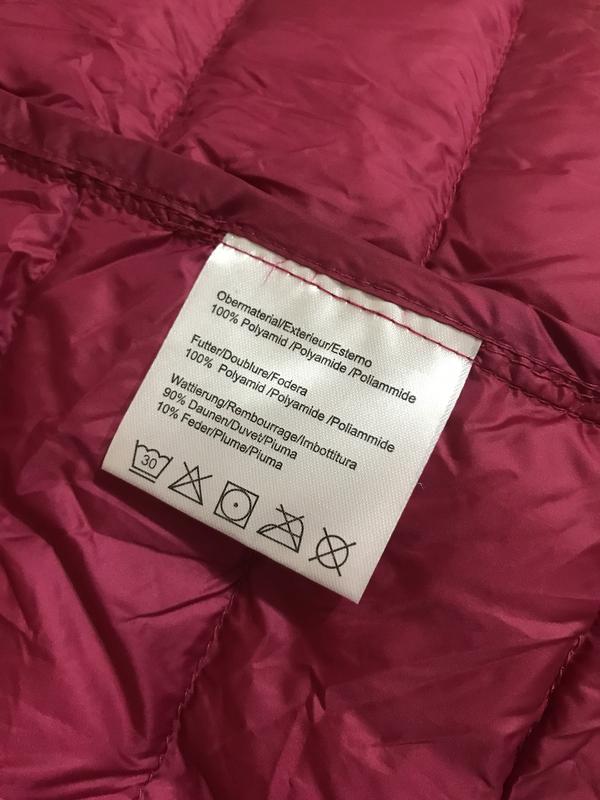 Obermaterial/Exterieur/Esterno
100% Polyamid /Polyamide /Poliammide
Futter/Doublure/Fodera
100% Polyamid /Polyamide /Poliammide
Wattierung/Rembourrage/Imbottitura
90% Daunen/Duvet/Piuma
10% Feder/Plume/Piuma
30